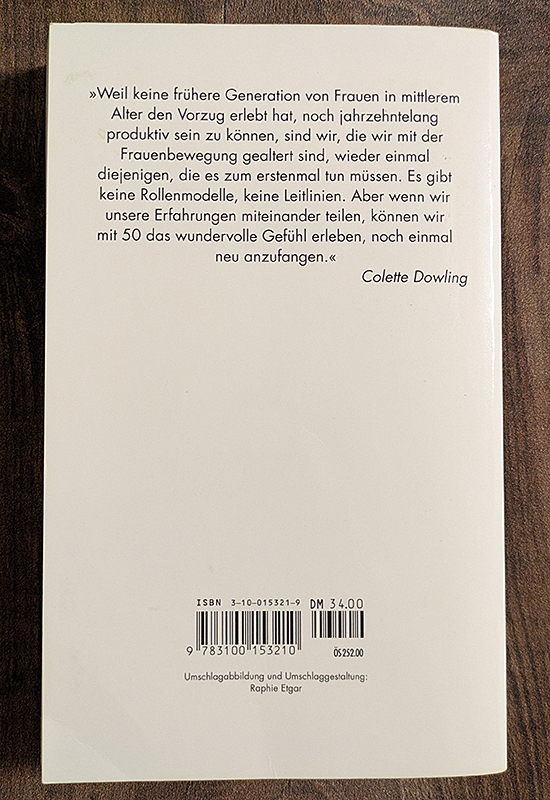 »Weil keine frühere Generation von Frauen in mittlerem
Alter den Vorzug erlebt hat, noch jahrzehntelang
produktiv sein zu können, sind wir, die wir mit der
Frauenbewegung gealtert sind, wieder einmal
diejenigen, die es zum erstenmal tun müssen. Es gibt
keine Rollenmodelle, keine Leitlinien. Aber wenn wir
unsere Erfahrungen miteinander teilen, können wir
mit 50 das wundervolle Gefühl erleben, noch einmal
neu anzufangen.«
Colette Dowling
ISBN 3-10-015321-9 DM 34.00
9 783100 153210
ÖS 252.00
Umschlagabbildung und Umschlaggestaltung:
Raphie Etgar